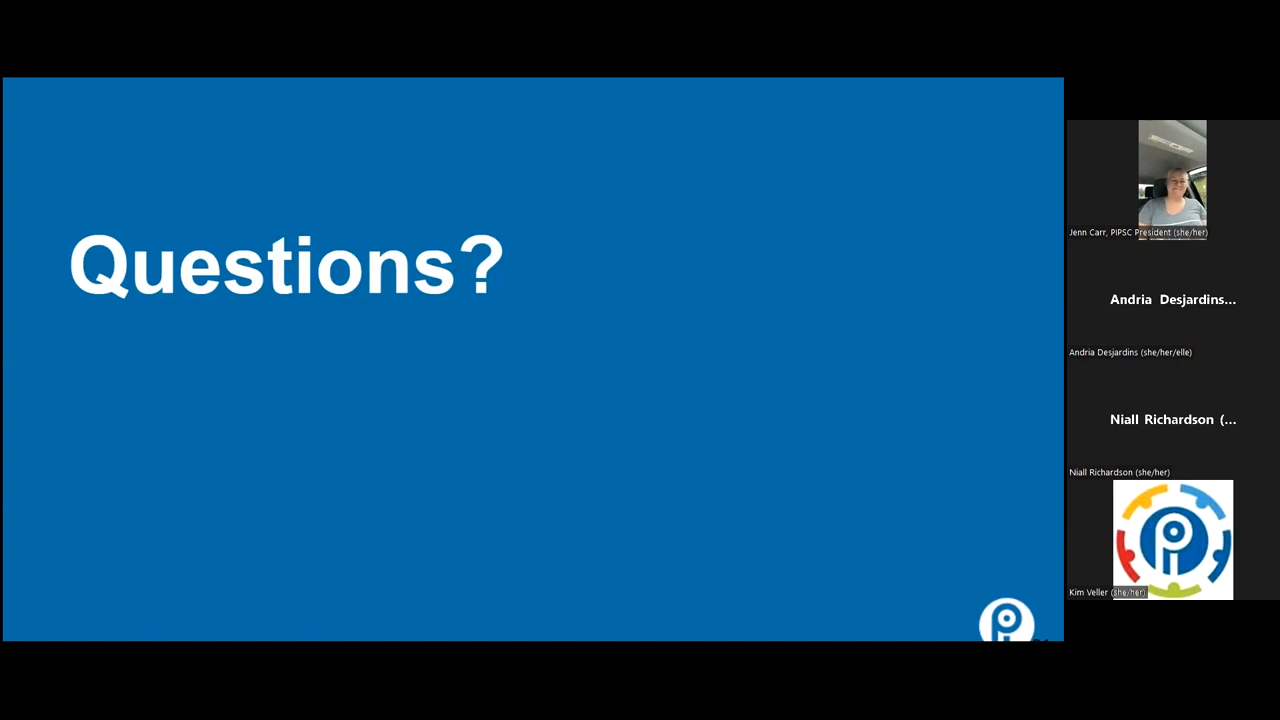 Questions?
Jenn Carr, PIPSC President (she/her)
Andria Desjardins...
Andria Desjardins (she/her/elle)
Niall Richardson (...
Niall Richardson (she/her)
Kim Veller (she/her)